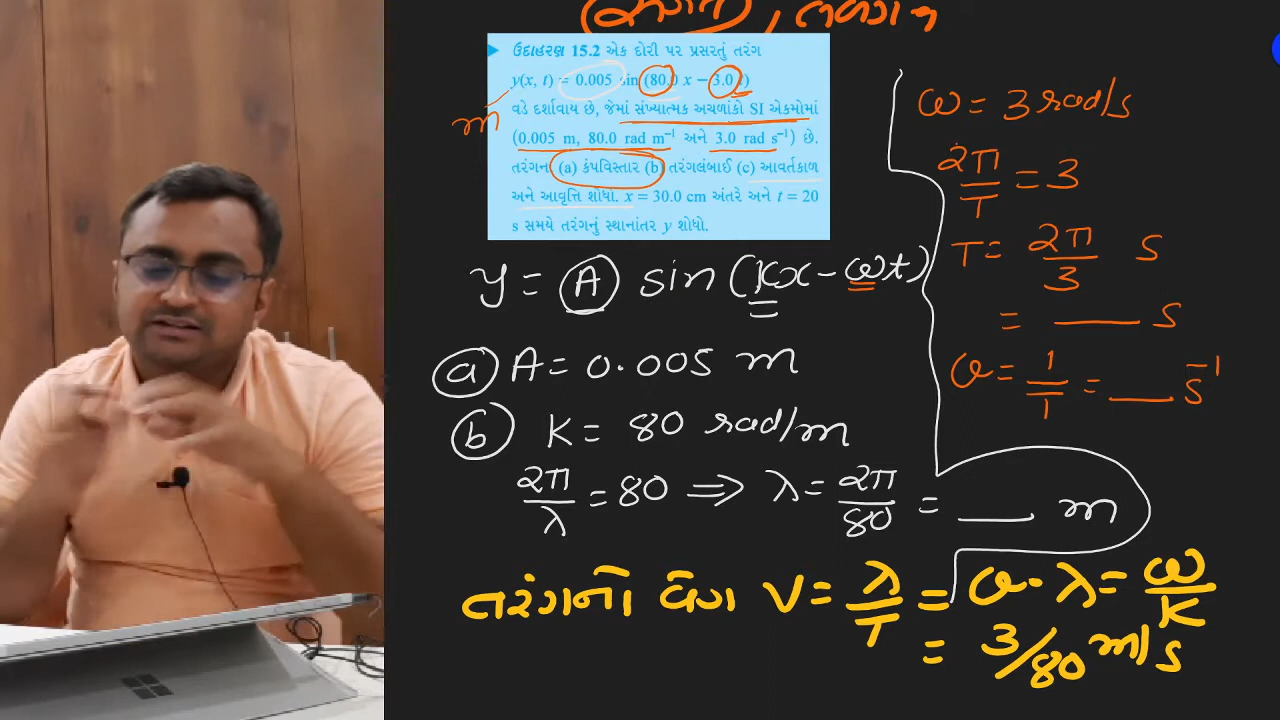 ઉદાહરણ 15.2 એક દોરી પર પ્રસરતું તરંગ
y(x, t) = 0.005 sin (80.0 x − 3.0 t)
વડે દર્શાવાય છે, જેમાં સંખ્યાત્મક અચળાંકો SI એકમોમાં
(0.005 m, 80.0 rad m⁻¹ અને 3.0 rad s⁻¹) છે.
તરંગના (a) કંપવિસ્તાર (b) તરંગલંબાઈ (c) આવર્તકાળ
અને આવૃત્તિ શોધો. x = 30.0 cm અંતરે અને t = 20
s સમયે તરંગનું સ્થાનાંતર y શોધો.
m
y = A sin (kx − ωt)
(a) A = 0.005 m
(b) K = 80 rad/m
2π/λ = 80 ⇒ λ = 2π/80 = ___ m
ω = 3 rad/s
2π/T = 3
T = 2π/3 s
= ___ s
υ = 1/T = ___ s⁻¹
તરંગનો વેગ v = λ/T = υ·λ = ω/k
= 3/80 m/s